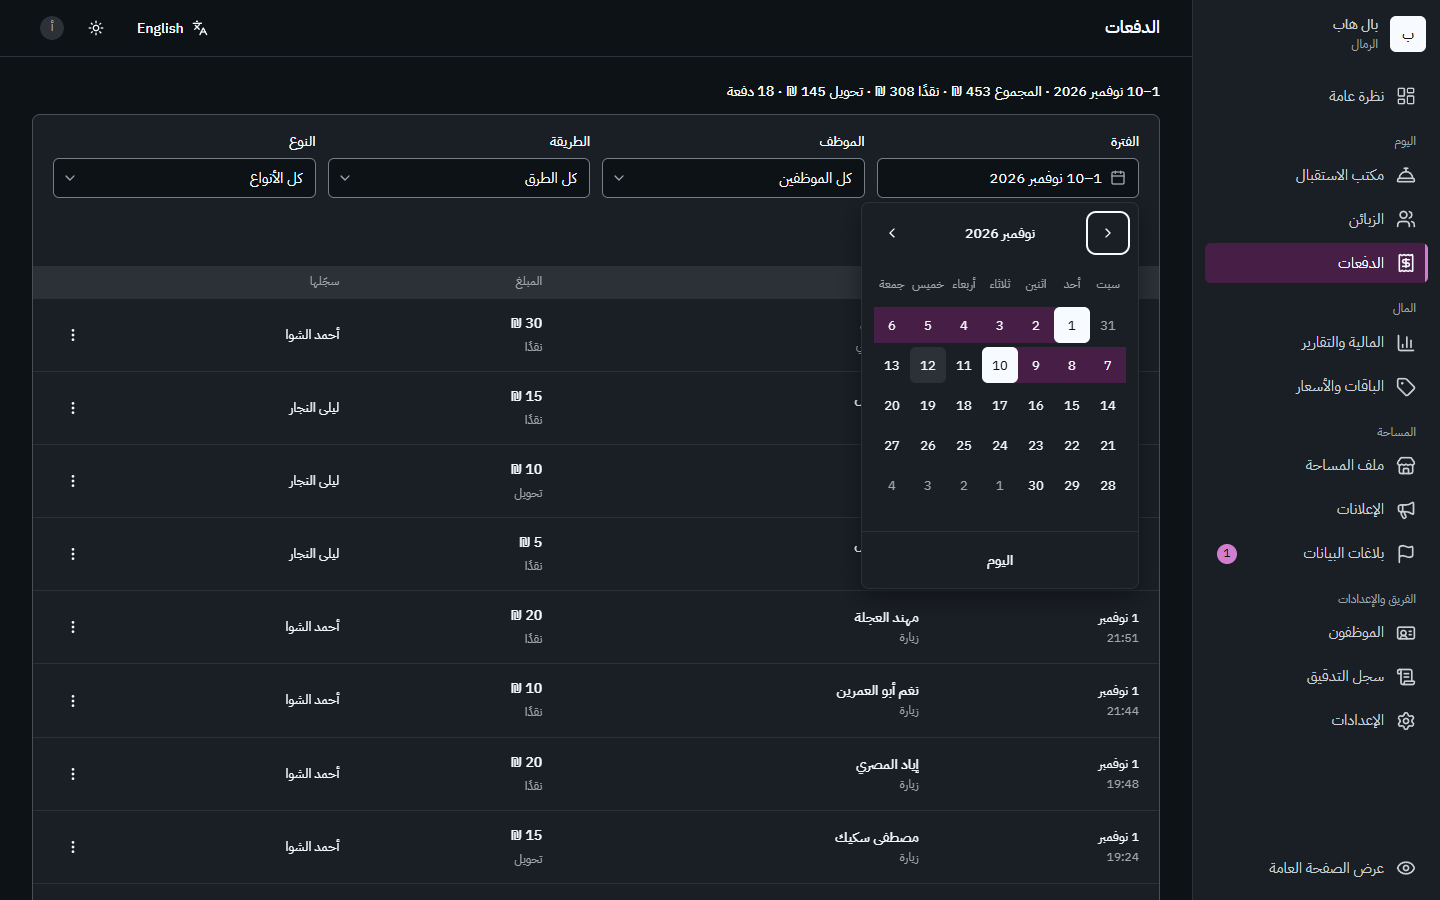 ب
بال هاب
الرمال
نظرة عامة
اليوم
مكتب الاستقبال
الزبائن
الدفعات
المال
المالية والتقارير
الباقات والأسعار
المساحة
ملف المساحة
الإعلانات
بلاغات البيانات
1
الفريق والإعدادات
الموظفون
سجل التدقيق
الإعدادات
عرض الصفحة العامة
الدفعات
English
أ
1–10 نوفمبر 2026 · المجموع 453 ₪ · نقدًا 308 ₪ · تحويل 145 ₪ · 18 دفعة
الفترة الموظف الطريقة النوع
1–10 نوفمبر 2026 كل الموظفين كل الطرق كل الأنواع
نوفمبر 2026
سبت أحد اثنين ثلاثاء أربعاء خميس جمعة
31 1 2 3 4 5 6
7 8 9 10 11 12 13
14 15 16 17 18 19 20
21 22 23 24 25 26 27
28 29 30 1 2 3 4
اليوم
المبلغ سجّلها
30 ₪ أحمد الشوا
نقدًا
15 ₪ ليلى النجار
نقدًا
10 ₪ ليلى النجار
تحويل
5 ₪ ليلى النجار
نقدًا
1 نوفمبر مهند العجلة 20 ₪ أحمد الشوا
21:51 زيارة نقدًا
1 نوفمبر نغم أبو العمرين 10 ₪ أحمد الشوا
21:44 زيارة نقدًا
1 نوفمبر إياد المصري 20 ₪ أحمد الشوا
19:48 زيارة نقدًا
1 نوفمبر مصطفى سكيك 15 ₪ أحمد الشوا
19:24 زيارة تحويل